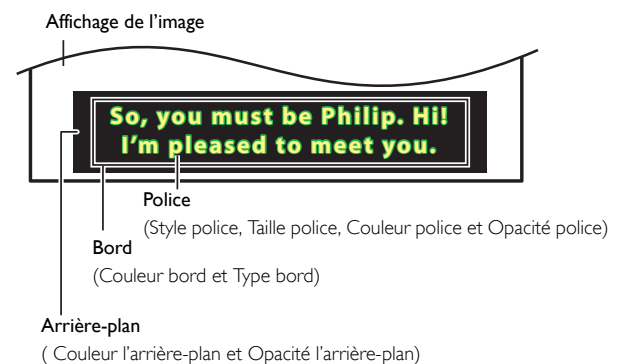 Affichage de l'image
So, you must be Philip. Hi!
I'm pleased to meet you.
Police
(Style police, Taille police, Couleur police et Opacité police)
Bord
(Couleur bord et Type bord)
Arrière-plan
( Couleur l'arrière-plan et Opacité l'arrière-plan)